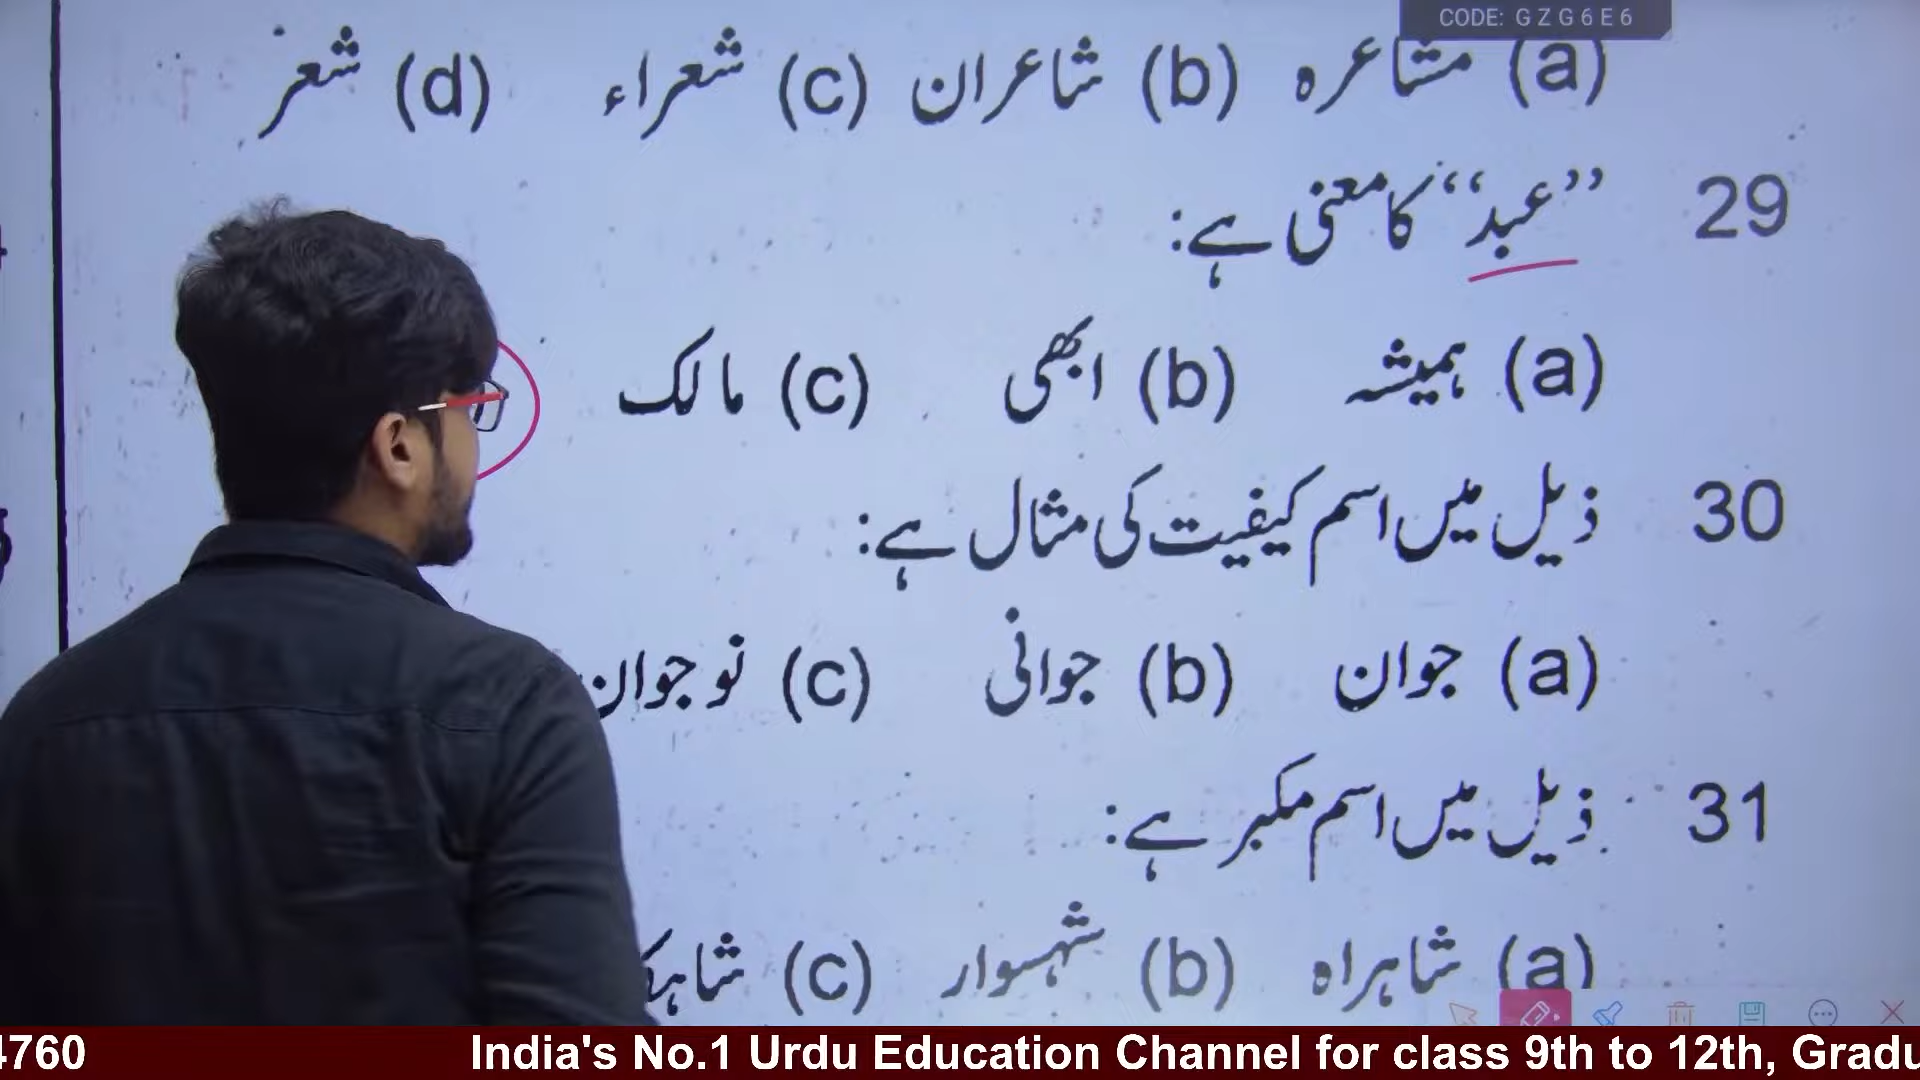 CODE: GZG6E6
(a) مشاعرہ (b) شاعران (c) شعراء (d) شعر
29 ”عبد“ کا معنی ہے:
(a) ہمیشہ (b) ابھی (c) مالک
30 ذیل میں اسم کیفیت کی مثال ہے:
(a) جوان (b) جوانی (c) نوجوان
31 ذیل میں اسم مکبر ہے:
(a) شاہراہ (b) شہسوار (c)
4760 India's No.1 Urdu Education Channel for class 9th to 12th,